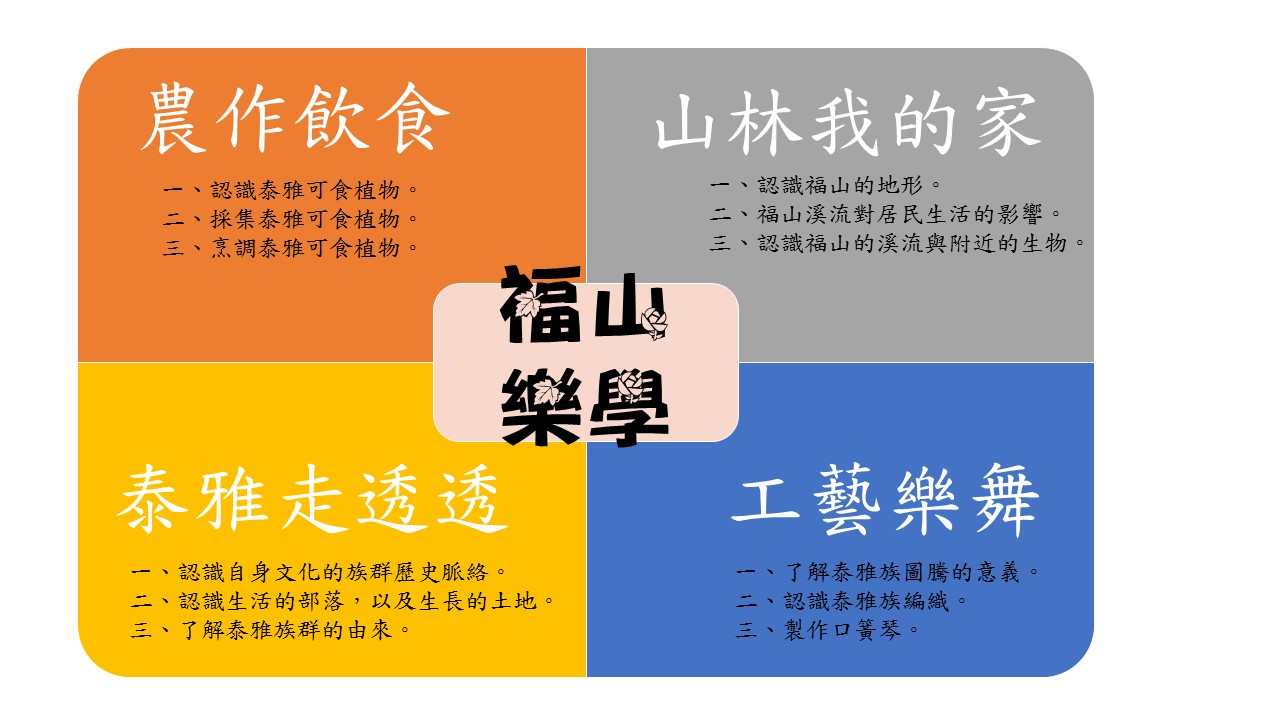 農作飲食
一、認識泰雅可食植物。
二、採集泰雅可食植物。
三、烹調泰雅可食植物。
山林我的家
一、認識福山的地形。
二、福山溪流對居民生活的影響。
三、認識福山的溪流與附近的生物。
福山
樂學
泰雅走透透
一、認識自身文化的族群歷史脈絡。
二、認識生活的部落，以及生長的土地。
三、了解泰雅族群的由來。
工藝樂舞
一、了解泰雅族圖騰的意義。
二、認識泰雅族編織。
三、製作口簧琴。